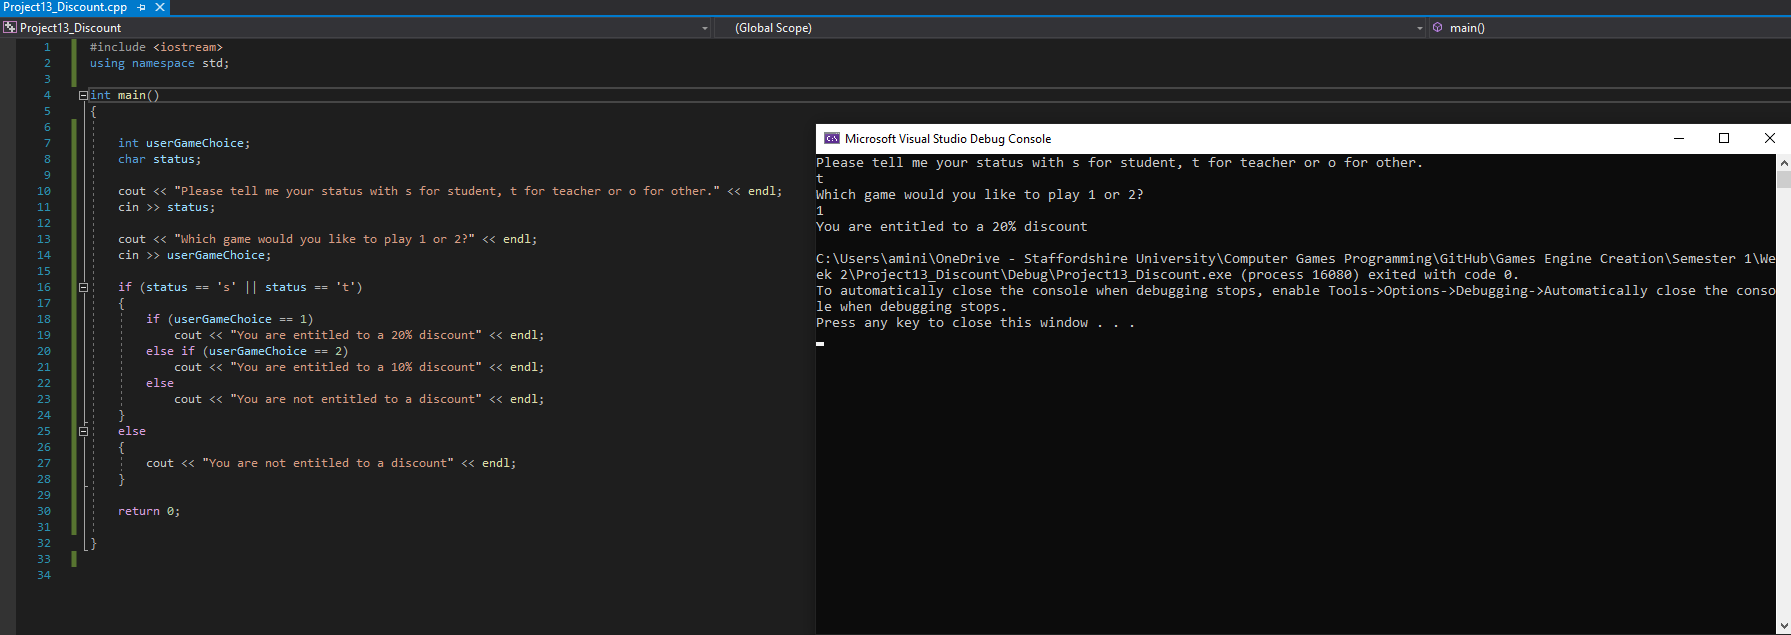 Project13_Discount.cpp
Project13_Discount
(Global Scope)
main()
1 #include <iostream>
2 using namespace std;
3
4 int main()
5 {
6
7 int userGameChoice;
8 char status;
9
10 cout << "Please tell me your status with s for student, t for teacher or o for other." << endl;
11 cin >> status;
12
13 cout << "Which game would you like to play 1 or 2?" << endl;
14 cin >> userGameChoice;
15
16 if (status == 's' || status == 't')
17 {
18 if (userGameChoice == 1)
19 cout << "You are entitled to a 20% discount" << endl;
20 else if (userGameChoice == 2)
21 cout << "You are entitled to a 10% discount" << endl;
22 else
23 cout << "You are not entitled to a discount" << endl;
24 }
25 else
26 {
27 cout << "You are not entitled to a discount" << endl;
28 }
29
30 return 0;
31
32 }
33
34
Microsoft Visual Studio Debug Console
Please tell me your status with s for student, t for teacher or o for other.
t
Which game would you like to play 1 or 2?
1
You are entitled to a 20% discount
C:\Users\amini\OneDrive - Staffordshire University\Computer Games Programming\GitHub\Games Engine Creation\Semester 1\We
ek 2\Project13_Discount\Debug\Project13_Discount.exe (process 16080) exited with code 0.
To automatically close the console when debugging stops, enable Tools->Options->Debugging->Automatically close the conso
le when debugging stops.
Press any key to close this window . . .